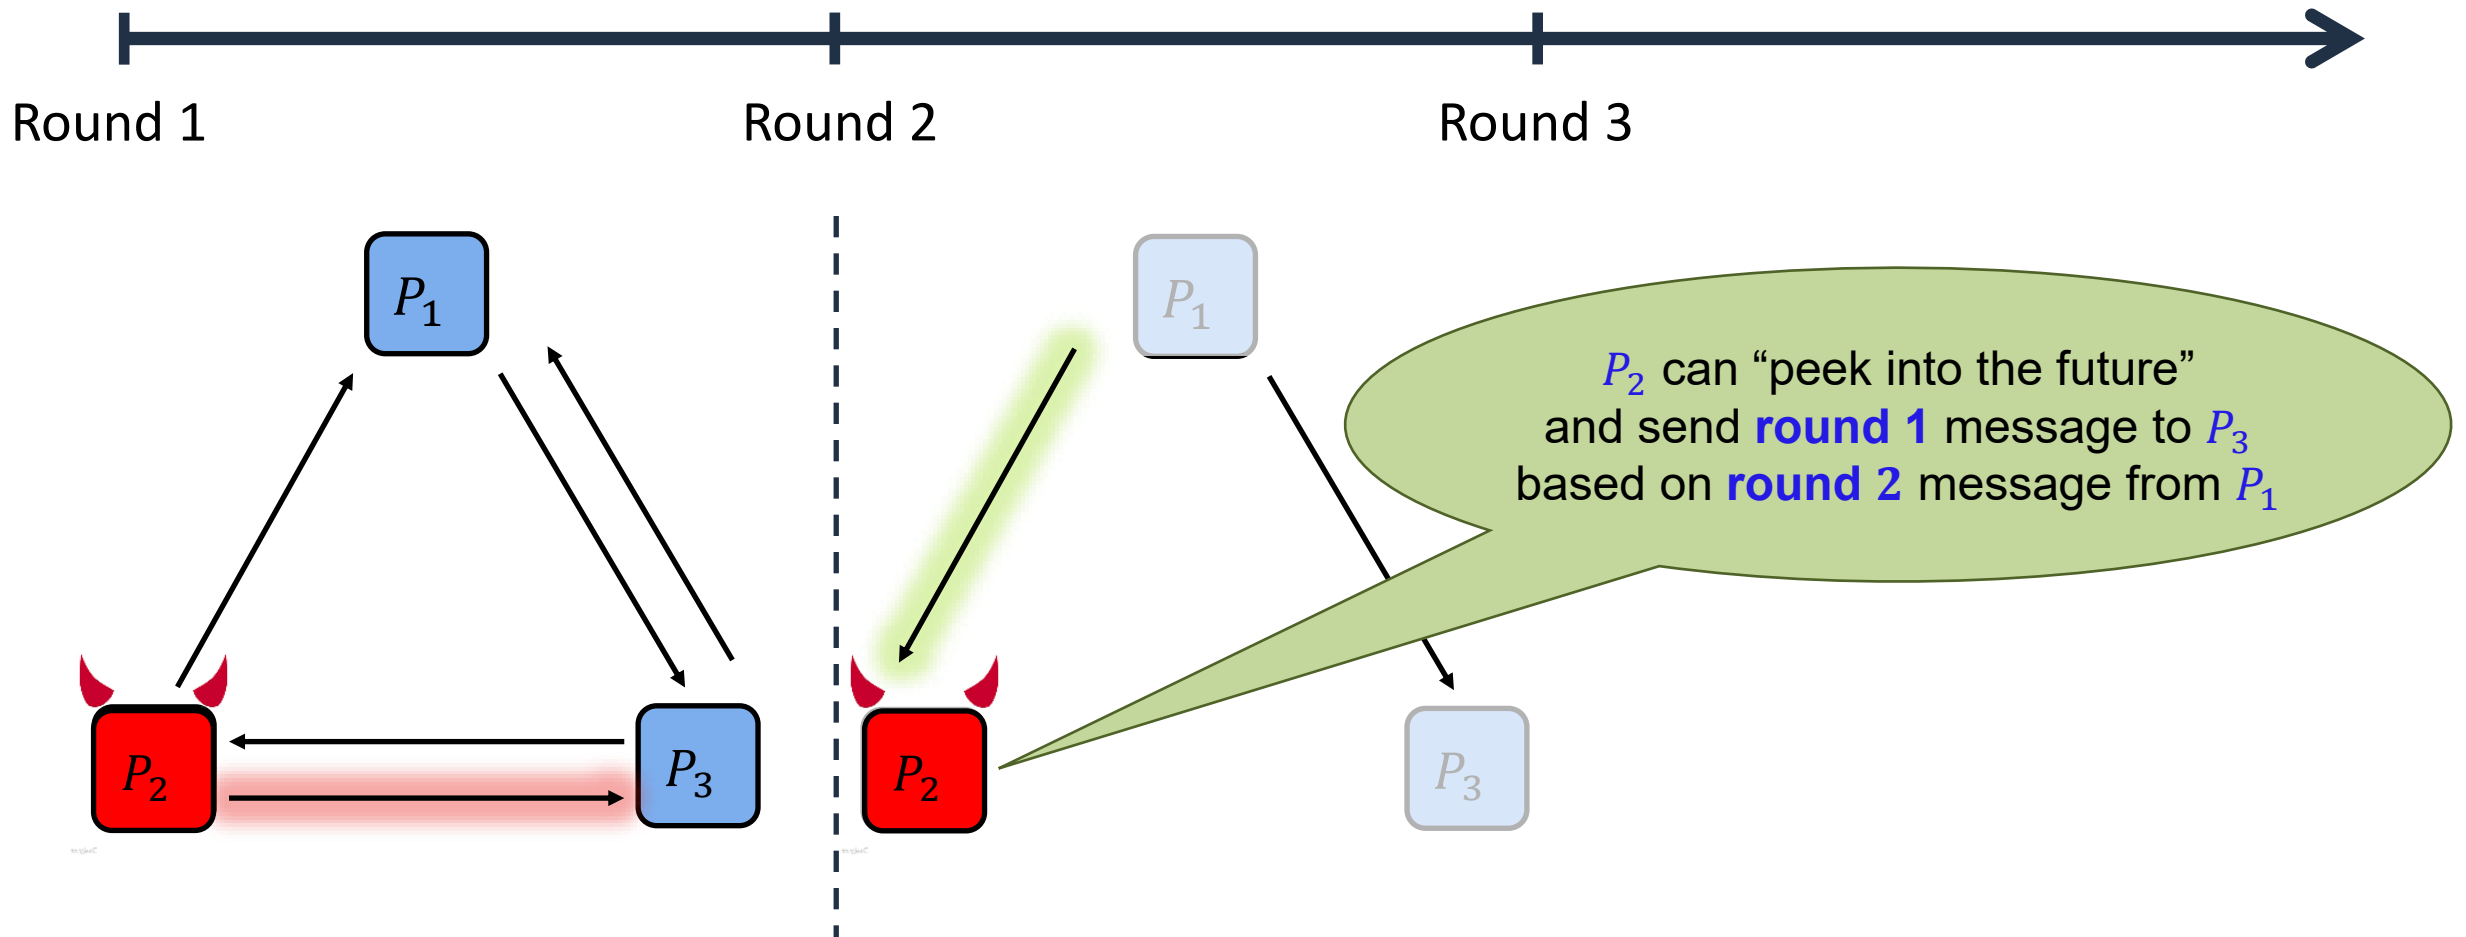 Round 1
Round 2
Round 3
P₁
P₁
P₂ can “peek into the future”
and send round 1 message to P₃
based on round 2 message from P₁
P₂
P₃
P₂
P₃